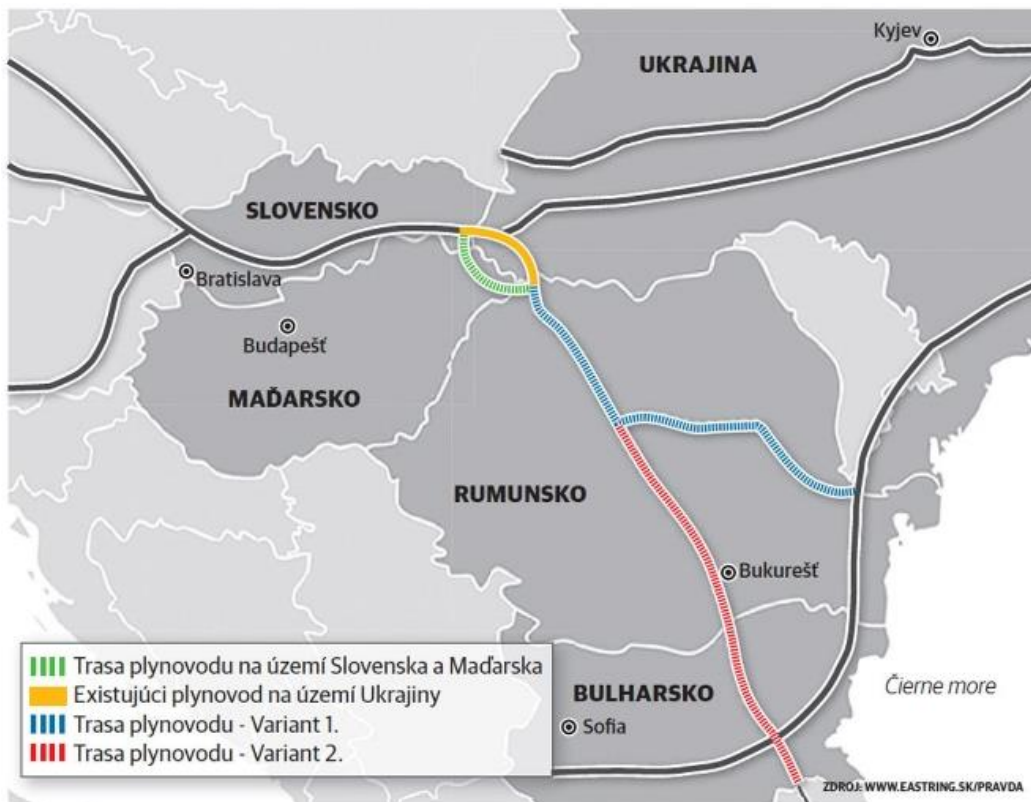 Kyjev
UKRAJINA
SLOVENSKO
Bratislava
Budapešť
MAĎARSKO
RUMUNSKO
Bukurešť
BULHARSKO
Sofia
Čierne more
Trasa plynovodu na území Slovenska a Maďarska
Existujúci plynovod na území Ukrajiny
Trasa plynovodu - Variant 1.
Trasa plynovodu - Variant 2.
ZDROJ: WWW.EASTRING.SK/PRAVDA